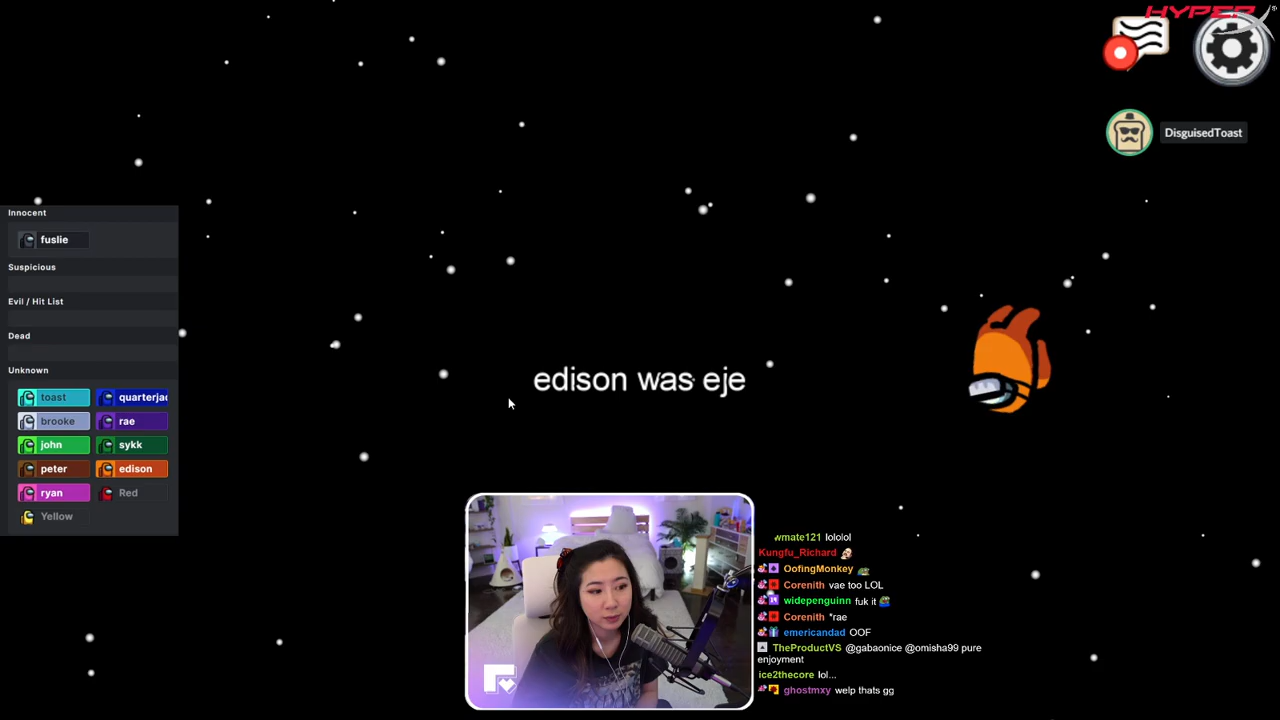 HYPERX
DisguisedToast
Innocent
fuslie
Suspicious
Evil / Hit List
Dead
Unknown
toast quarterjac
brooke rae
john sykk
peter edison
ryan Red
Yellow
edison was eje
wmate121 lololol
Kungfu_Richard
OofingMonkey
Corenith vae too LOL
widepenguinn fuk it
Corenith *rae
emericandad OOF
TheProductVS @gabaonice @omisha99 pure
enjoyment
ice2thecore lol...
ghostmxy welp thats gg